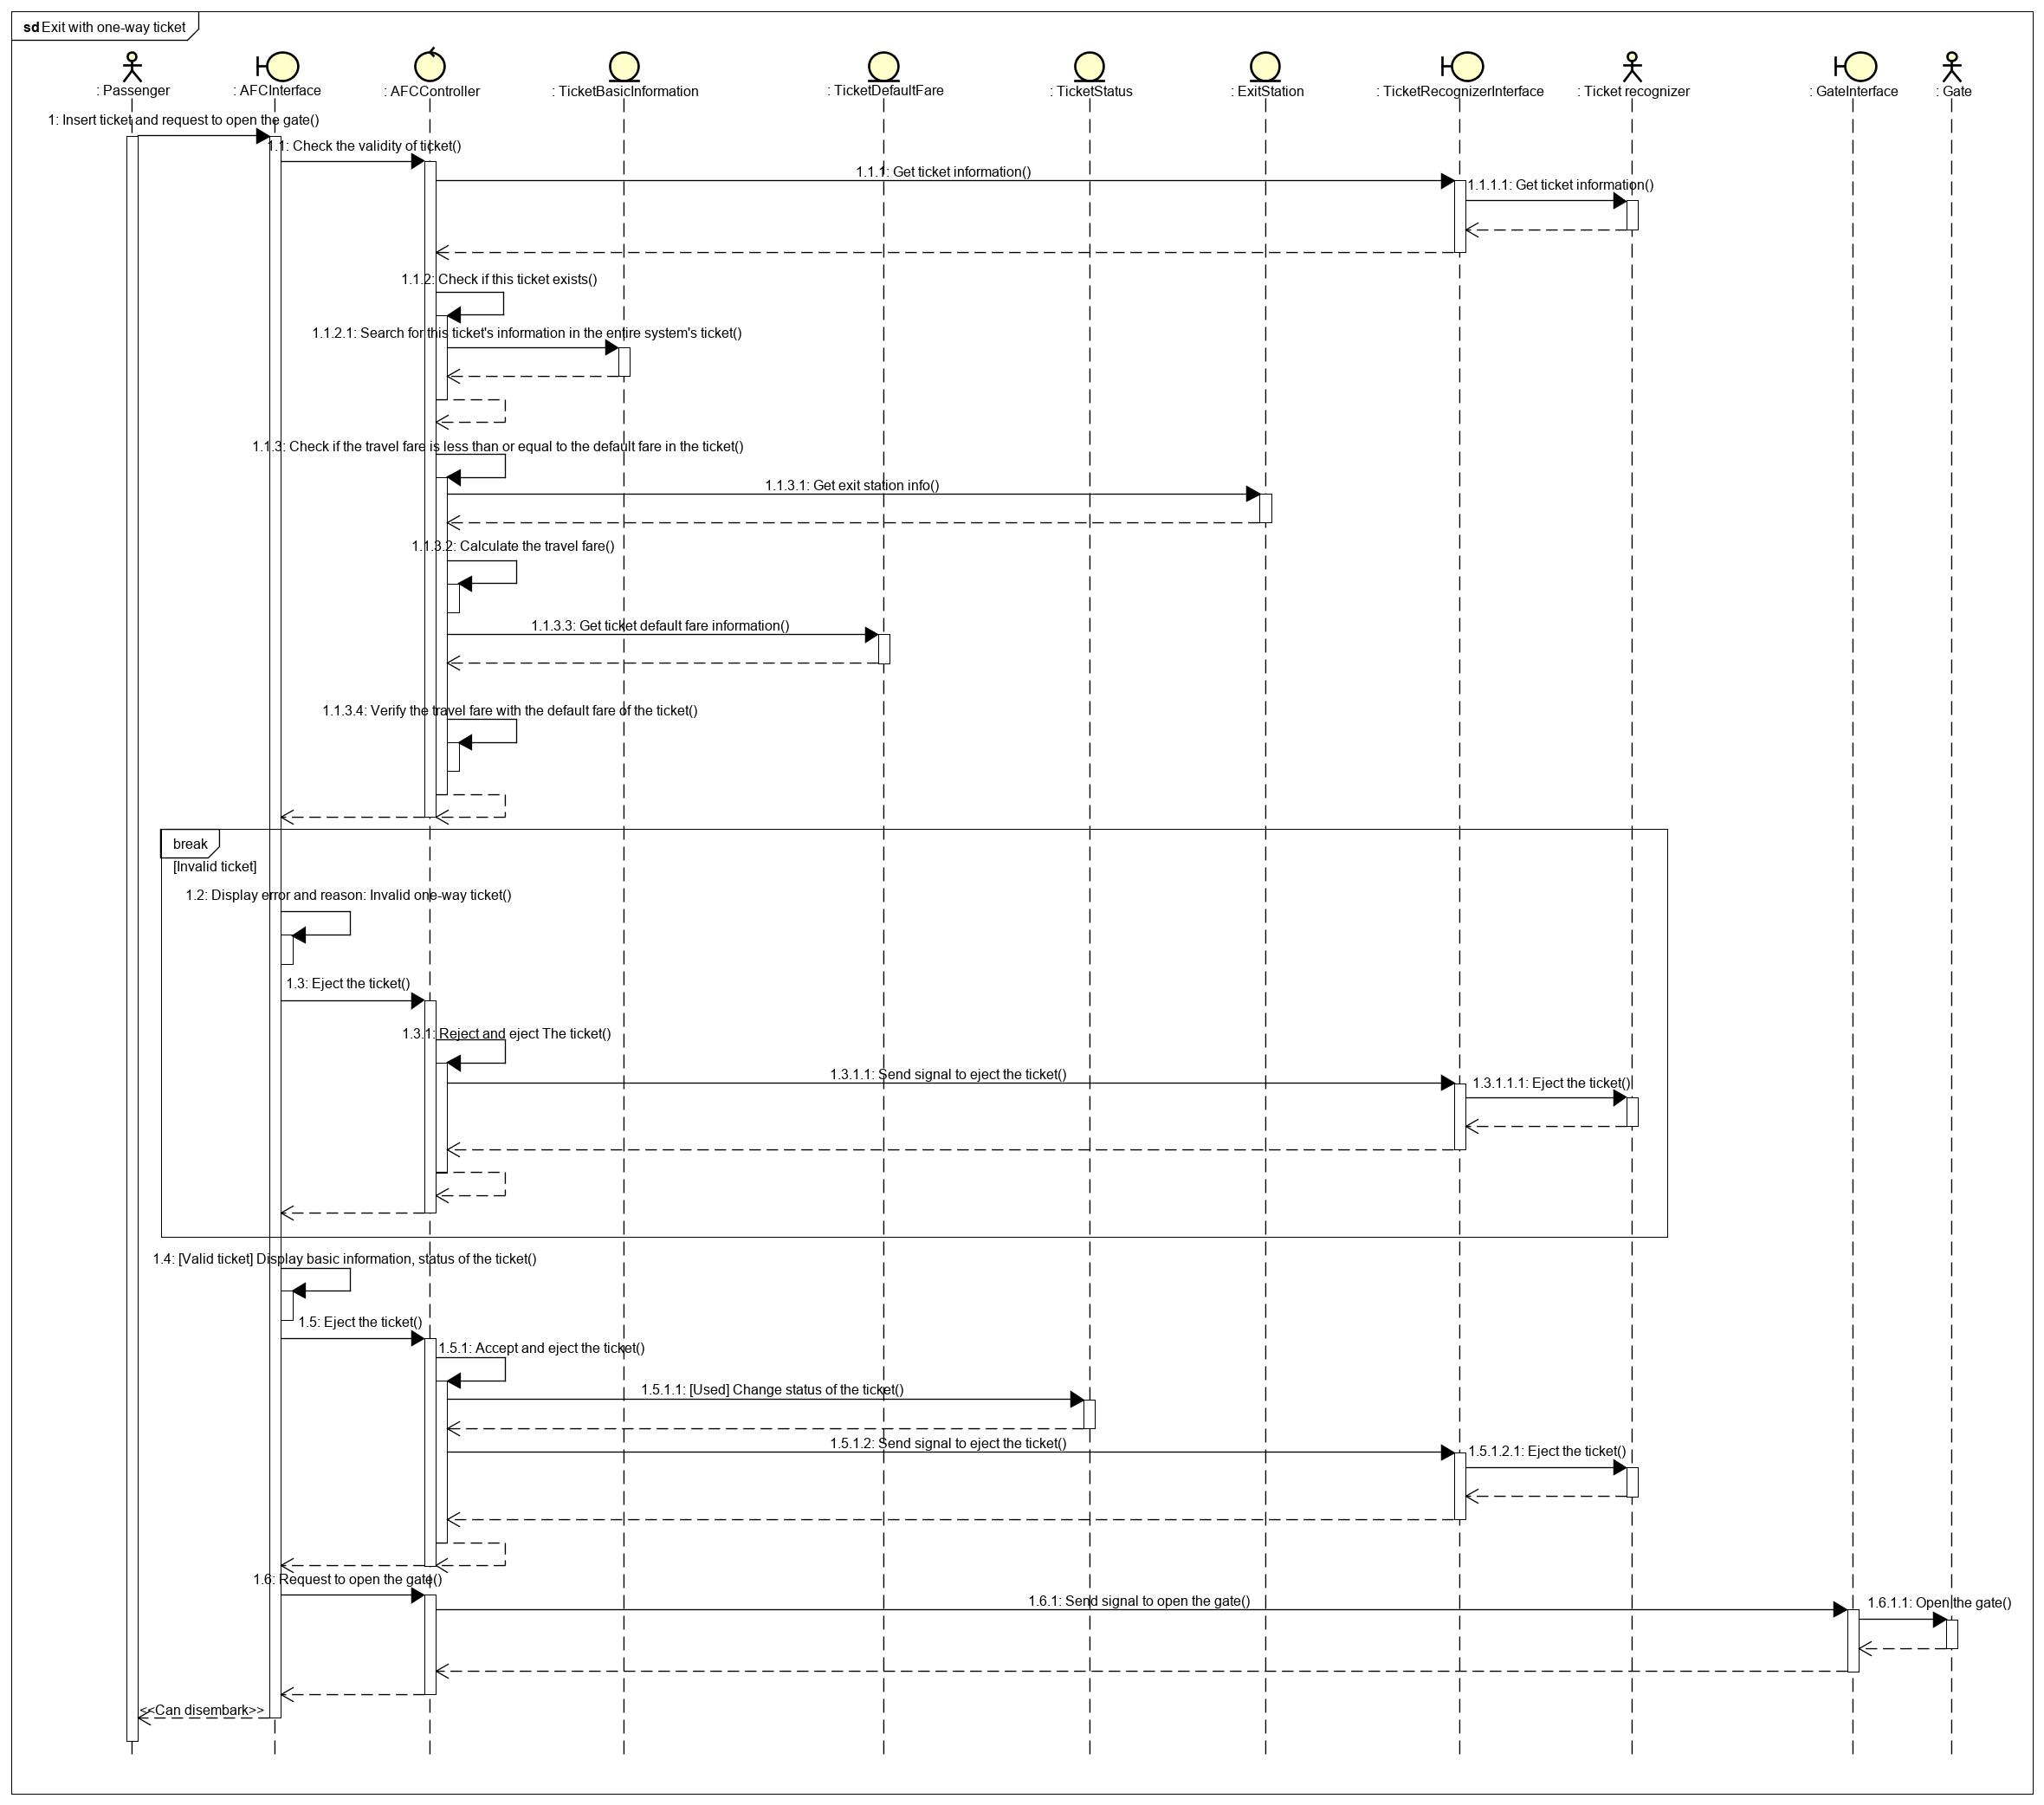 sd Exit with one-way ticket
: Passenger
: AFCInterface
: AFCController
: TicketBasicInformation
: TicketDefaultFare
: TicketStatus
: ExitStation
: TicketRecognizerInterface
: Ticket recognizer
: GateInterface
: Gate
1: Insert ticket and request to open the gate()
1.1: Check the validity of ticket()
1.1.1: Get ticket information()
1.1.1.1: Get ticket information()
1.1.2: Check if this ticket exists()
1.1.2.1: Search for this ticket's information in the entire system's ticket()
1.1.3: Check if the travel fare is less than or equal to the default fare in the ticket()
1.1.3.1: Get exit station info()
1.1.3.2: Calculate the travel fare()
1.1.3.3: Get ticket default fare information()
1.1.3.4: Verify the travel fare with the default fare of the ticket()
break
[Invalid ticket]
1.2: Display error and reason: Invalid one-way ticket()
1.3: Eject the ticket()
1.3.1: Reject and eject The ticket()
1.3.1.1: Send signal to eject the ticket()
1.3.1.1.1: Eject the ticket()
1.4: [Valid ticket] Display basic information, status of the ticket()
1.5: Eject the ticket()
1.5.1: Accept and eject the ticket()
1.5.1.1: [Used] Change status of the ticket()
1.5.1.2: Send signal to eject the ticket()
1.5.1.2.1: Eject the ticket()
1.6: Request to open the gate()
1.6.1: Send signal to open the gate()
1.6.1.1: Open the gate()
<<Can disembark>>